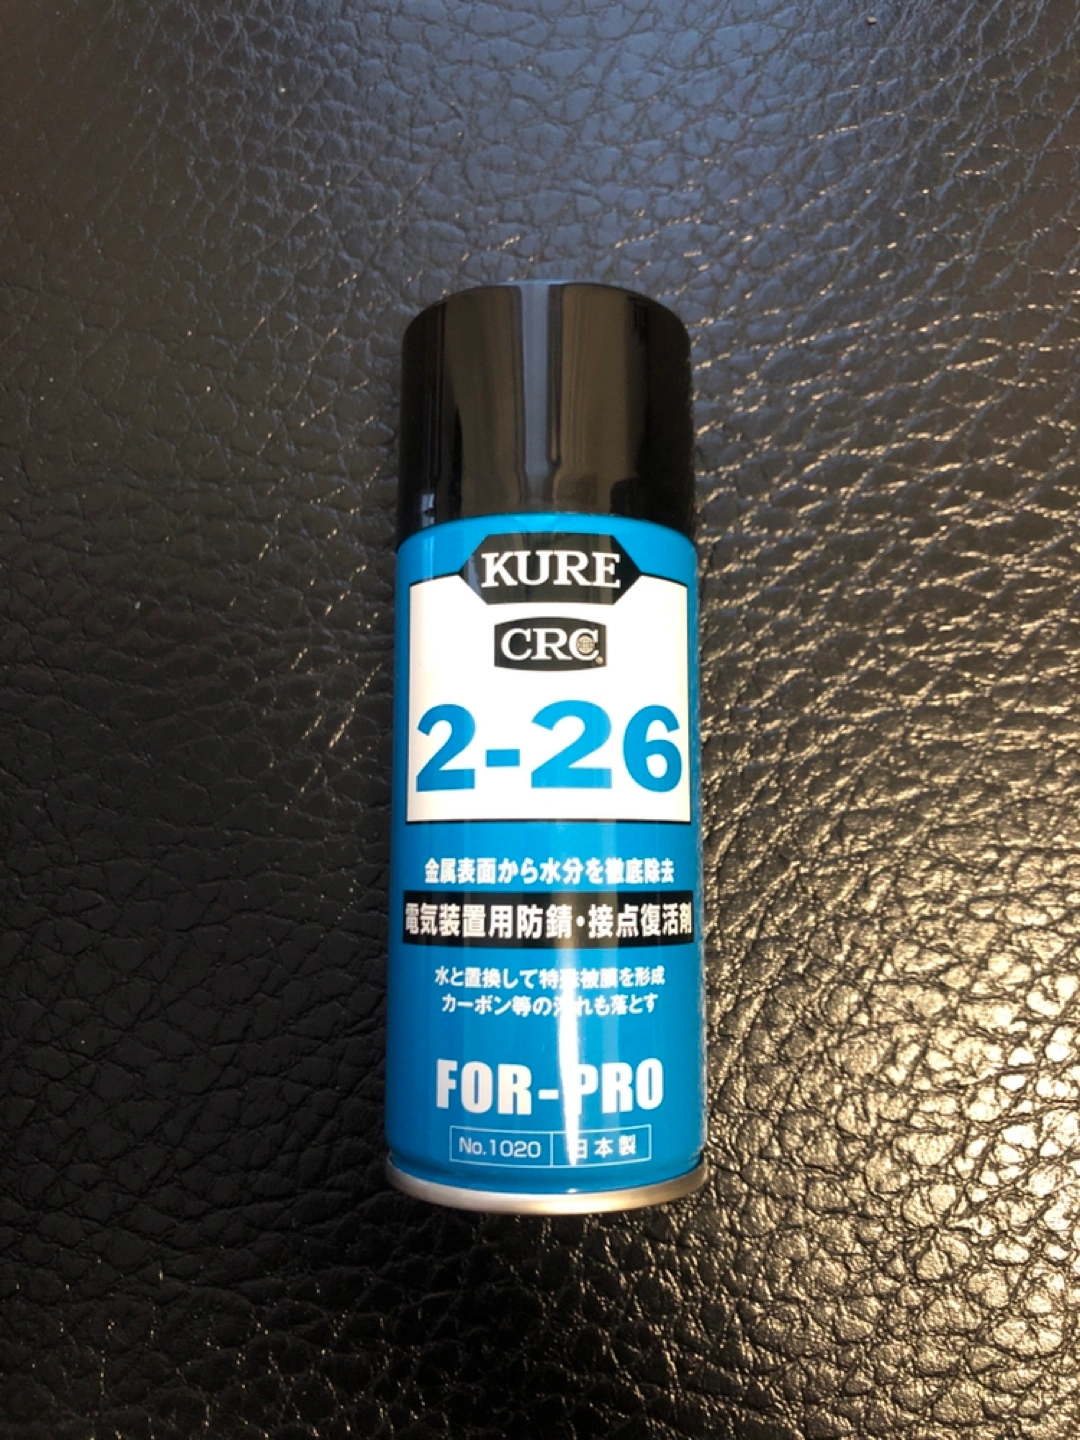 KURE
CRC
2-26
金属表面から水分を徹底除去
電気装置用防錆・接点復活剤
水と置換して特殊被膜を形成
カーボン等の汚れも落とす
FOR-PRO
No.1020 日本製